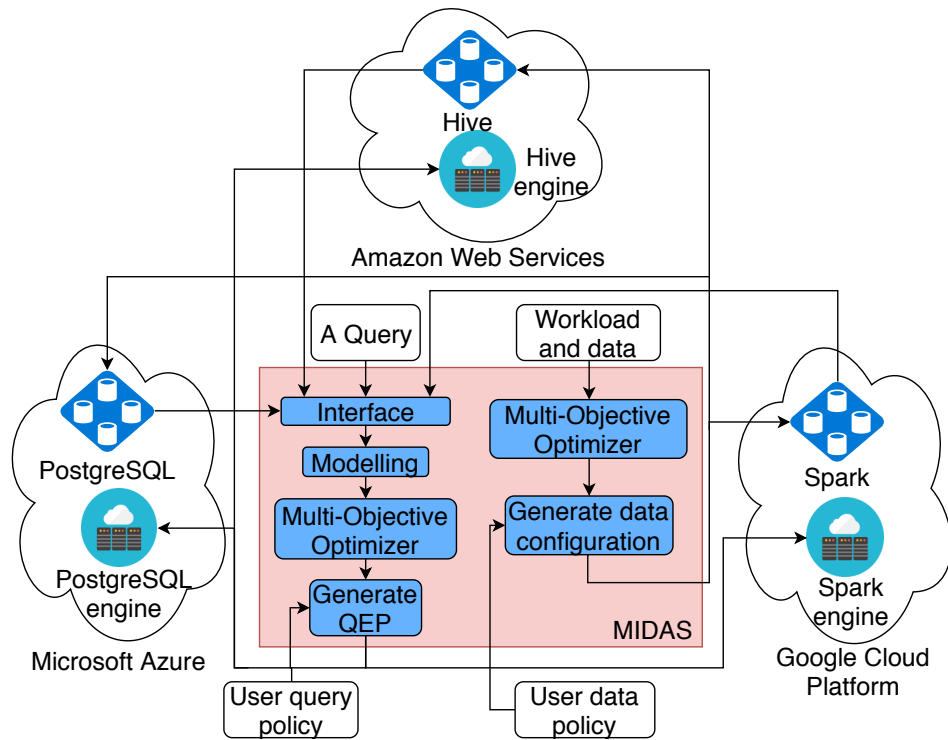 Hive
Hive
engine
Amazon Web Services
A Query
Workload
and data
Interface
Modelling
Multi-Objective
Optimizer
Generate
QEP
Multi-Objective
Optimizer
Generate data
configuration
MIDAS
PostgreSQL
PostgreSQL
engine
Microsoft Azure
Spark
Spark
engine
Google Cloud
Platform
User query
policy
User data
policy